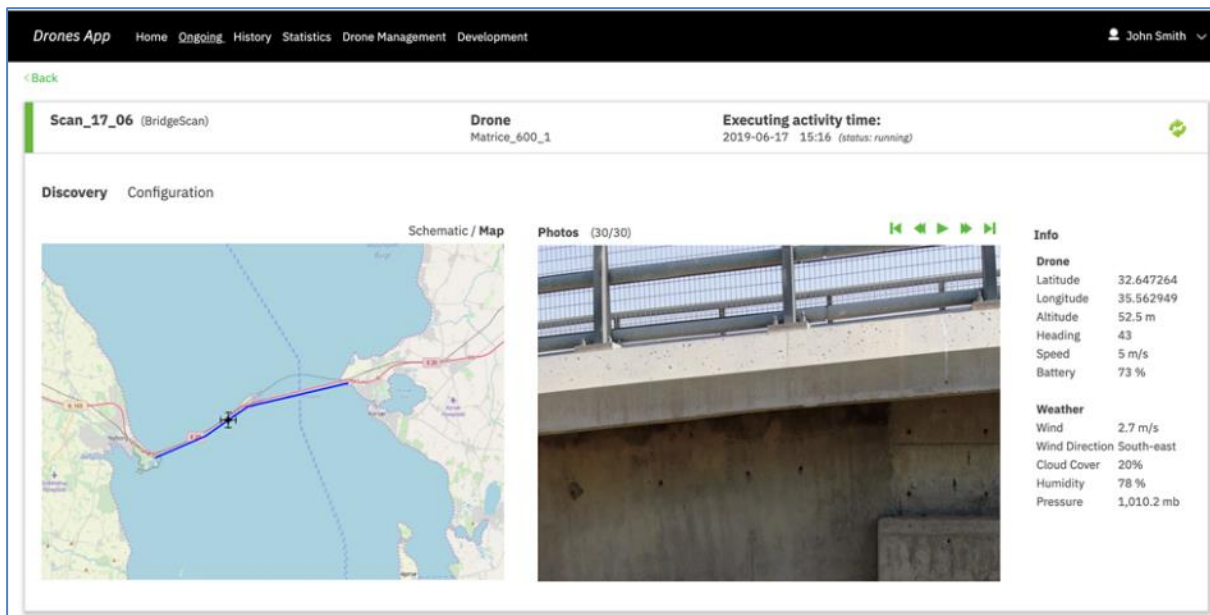 Drones App Home Ongoing History Statistics Drone Management Development John Smith
<Back
Scan_17_06 (BridgeScan)
Drone
Matrice_600_1
Executing activity time:
2019-06-17 15:16 (status: running)
Discovery Configuration
Schematic / Map
Photos (30/30)
Info
Drone
Latitude 32.647264
Longitude 35.562949
Altitude 52.5 m
Heading 43
Speed 5 m/s
Battery 73 %
Weather
Wind 2.7 m/s
Wind Direction South-east
Cloud Cover 20%
Humidity 78 %
Pressure 1,010.2 mb
E 20